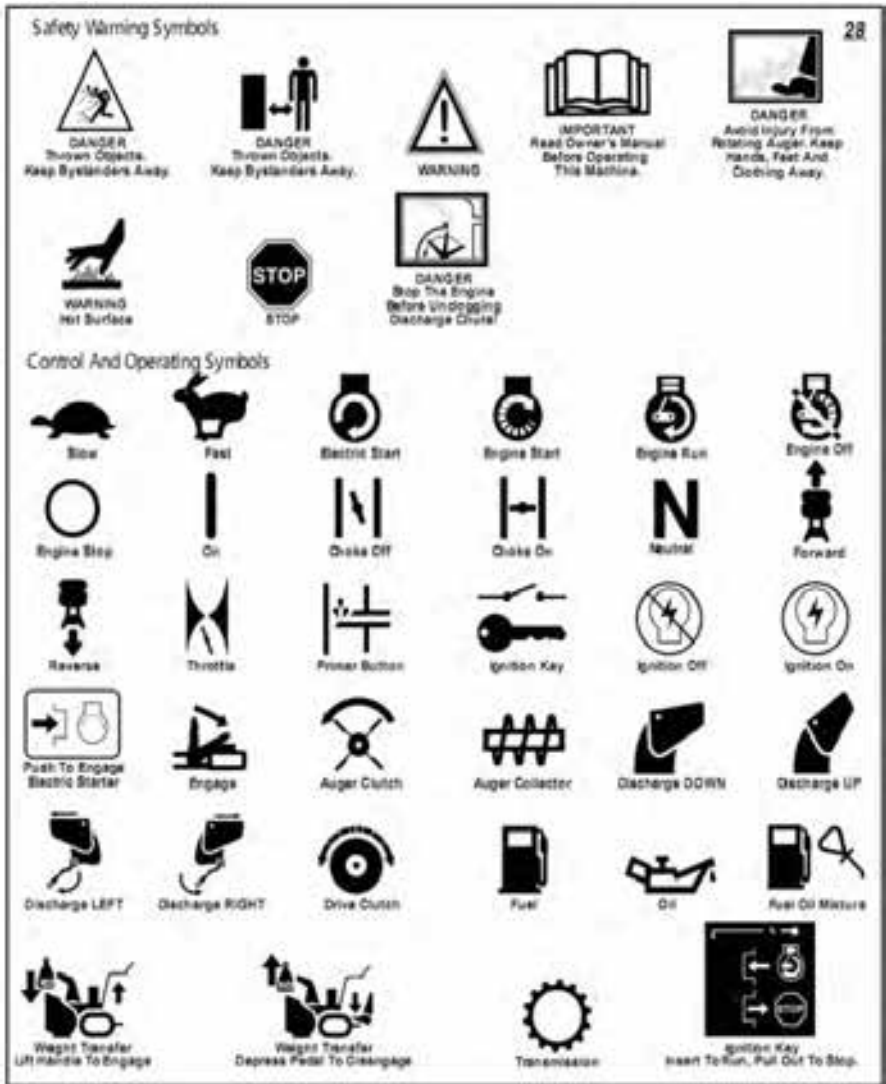 Safety Warning Symbols
28
DANGER
Thrown Objects.
Keep Bystanders Away.
DANGER
Thrown Objects.
Keep Bystanders Away.
WARNING
IMPORTANT
Read Owner's Manual
Before Operating
This Machine.
DANGER
Avoid Injury From
Rotating Auger. Keep
Hands, Feet And
Clothing Away.
WARNING
Hot Surface
STOP
STOP
DANGER
Stop The Engine
Before Unclogging
Discharge Chute!
Control And Operating Symbols
Slow
Fast
Electric Start
Engine Start
Engine Run
Engine Off
Engine Stop
On
Choke Off
Choke On
N
Neutral
Forward
Reverse
Throttle
Primer Button
Ignition Key
Ignition Off
Ignition On
Push To Engage
Electric Starter
Engage
Auger Clutch
Auger Collector
Discharge DOWN
Discharge UP
Discharge LEFT
Discharge RIGHT
Drive Clutch
Fuel
Oil
Fuel Oil Mixture
Weight Transfer
Lift Handle To Engage
Weight Transfer
Depress Pedal To Disengage
Transmission
STOP
Ignition Key
Insert To Run, Pull Out To Stop.